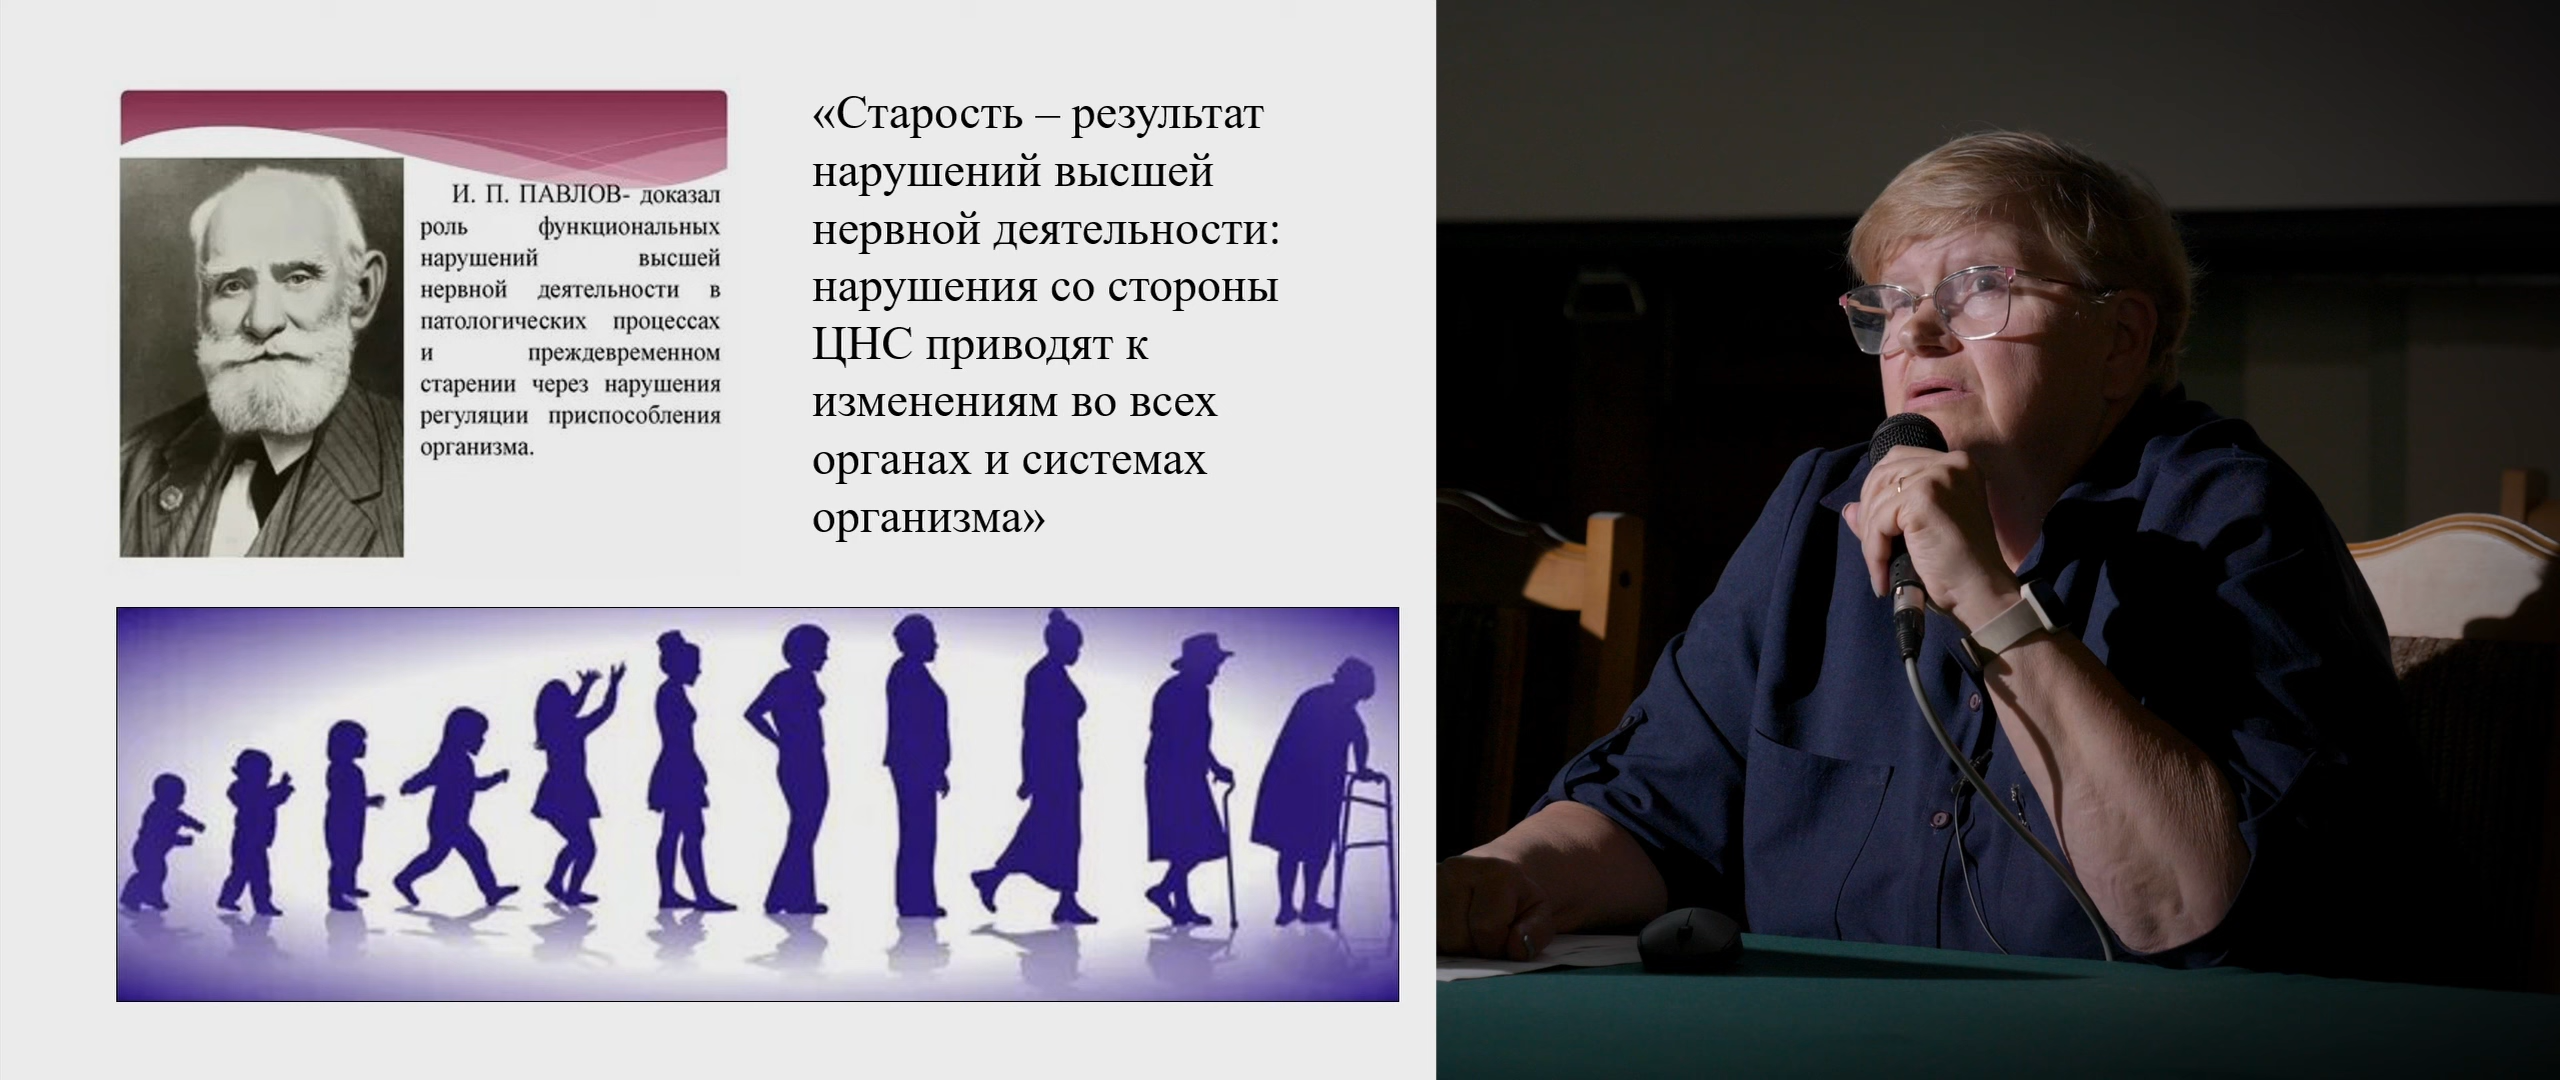 И. П. ПАВЛОВ- доказал
роль функциональных
нарушений высшей
нервной деятельности в
патологических процессах
и преждевременном
старении через нарушения
регуляции приспособления
организма.
«Старость – результат
нарушений высшей
нервной деятельности:
нарушения со стороны
ЦНС приводят к
изменениям во всех
органах и системах
организма»